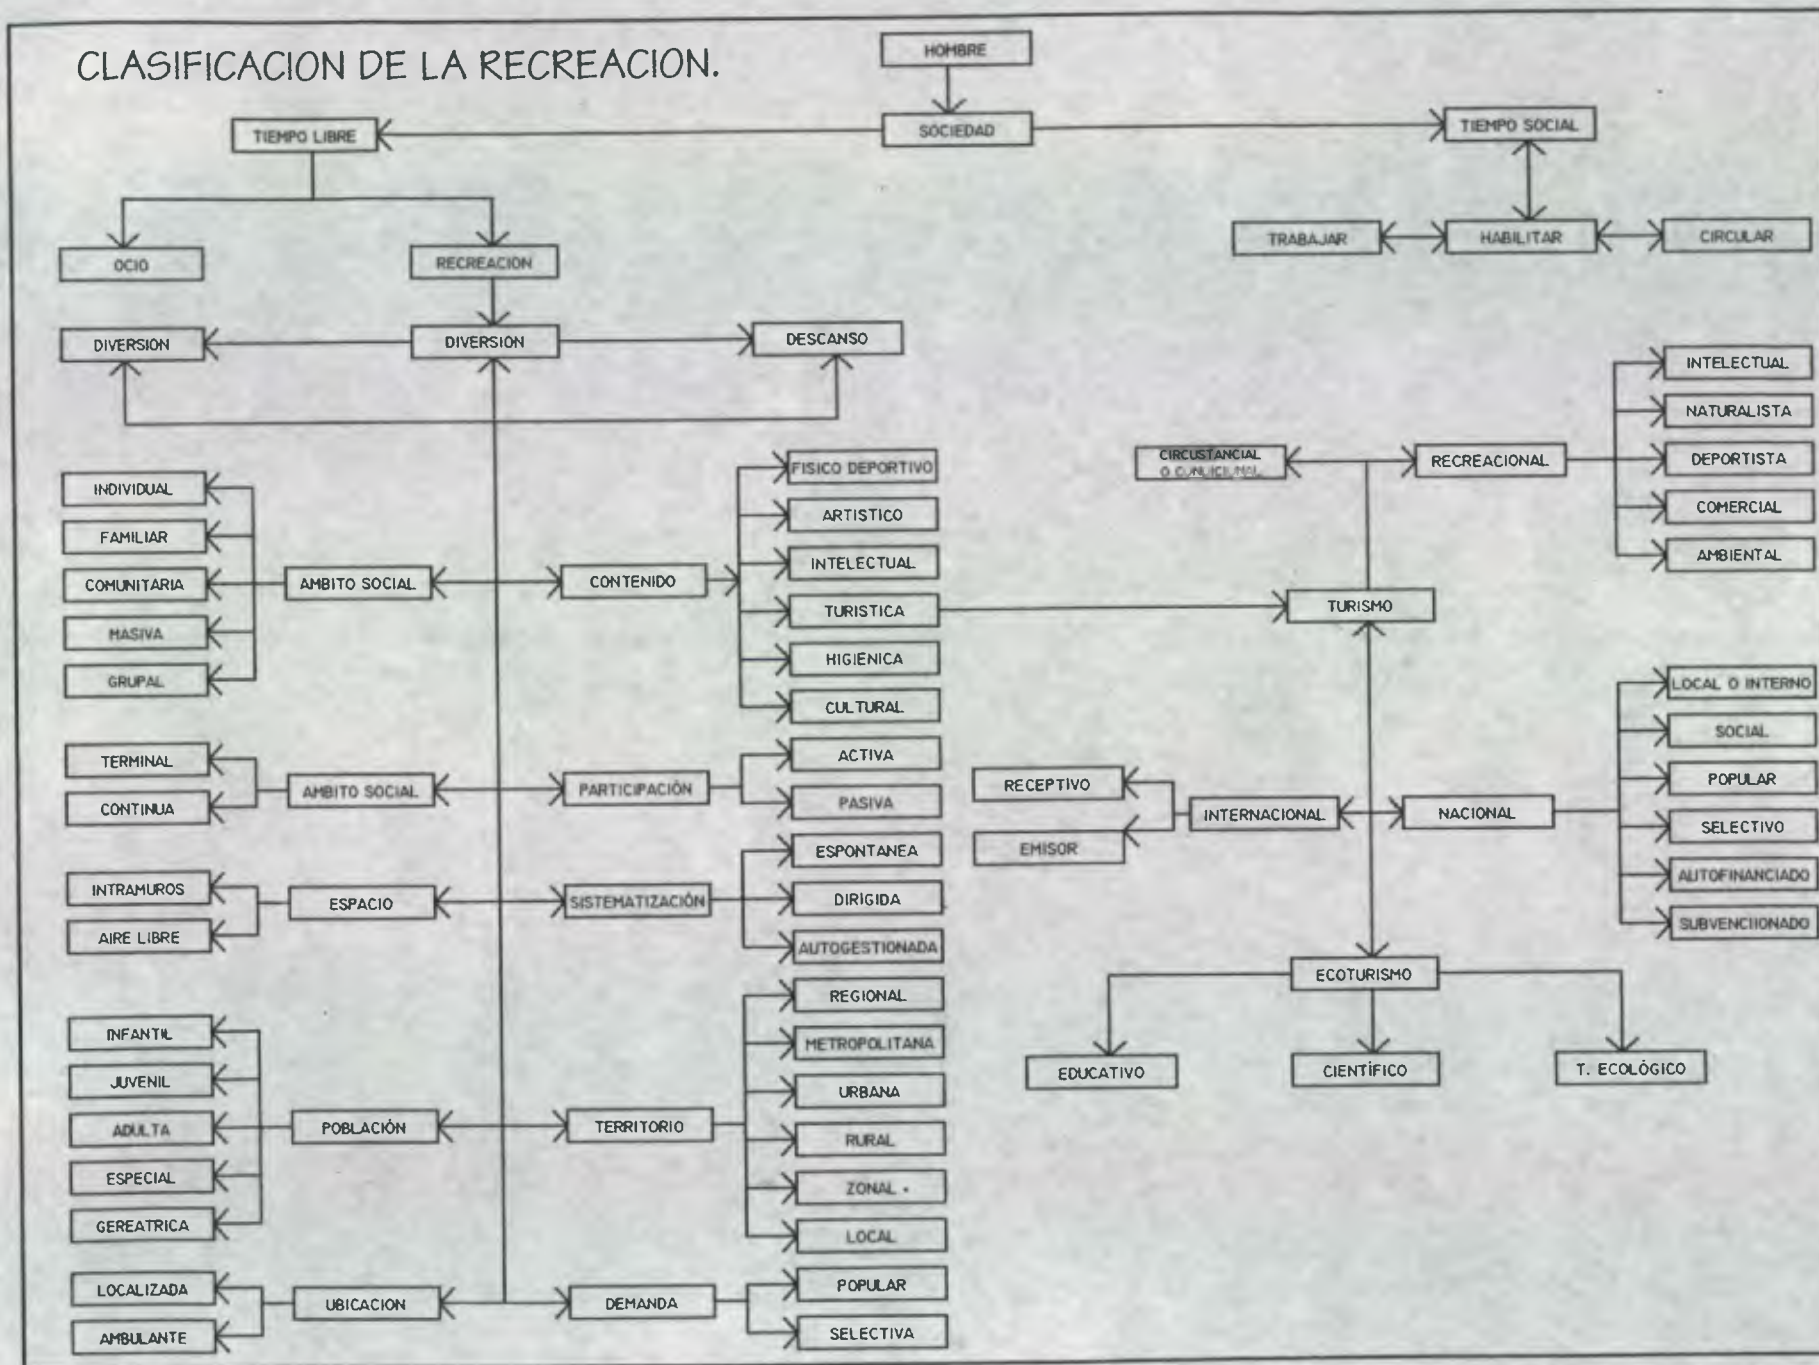 CLASIFICACION DE LA RECREACION.
HOMBRE
SOCIEDAD
TIEMPO LIBRE
TIEMPO SOCIAL
OCIO
RECREACION
TRABAJAR
HABILITAR
CIRCULAR
DIVERSION
DIVERSION
DESCANSO
INDIVIDUAL
FAMILIAR
COMUNITARIA
MASIVA
GRUPAL
AMBITO SOCIAL
CONTENIDO
FISICO DEPORTIVO
ARTISTICO
INTELECTUAL
TURISTICA
HIGIENICA
CULTURAL
TERMINAL
CONTINUA
AMBITO SOCIAL
PARTICIPACIÓN
ACTIVA
PASIVA
INTRAMUROS
AIRE LIBRE
ESPACIO
SISTEMATIZACIÓN
ESPONTANEA
DIRIGIDA
AUTOGESTIONADA
INFANTIL
JUVENIL
ADULTA
ESPECIAL
GEREATRICA
POBLACIÓN
TERRITORIO
REGIONAL
METROPOLITANA
URBANA
RURAL
ZONAL
LOCAL
LOCALIZADA
AMBULANTE
UBICACION
DEMANDA
POPULAR
SELECTIVA
CIRCUSTANCIAL
O CONDICIONAL
RECREACIONAL
INTELECTUAL
NATURALISTA
DEPORTISTA
COMERCIAL
AMBIENTAL
TURISMO
RECEPTIVO
EMISOR
INTERNACIONAL
NACIONAL
LOCAL O INTERNO
SOCIAL
POPULAR
SELECTIVO
AUTOFINANCIADO
SUBVENCIIONADO
ECOTURISMO
EDUCATIVO
CIENTÍFICO
T. ECOLÓGICO